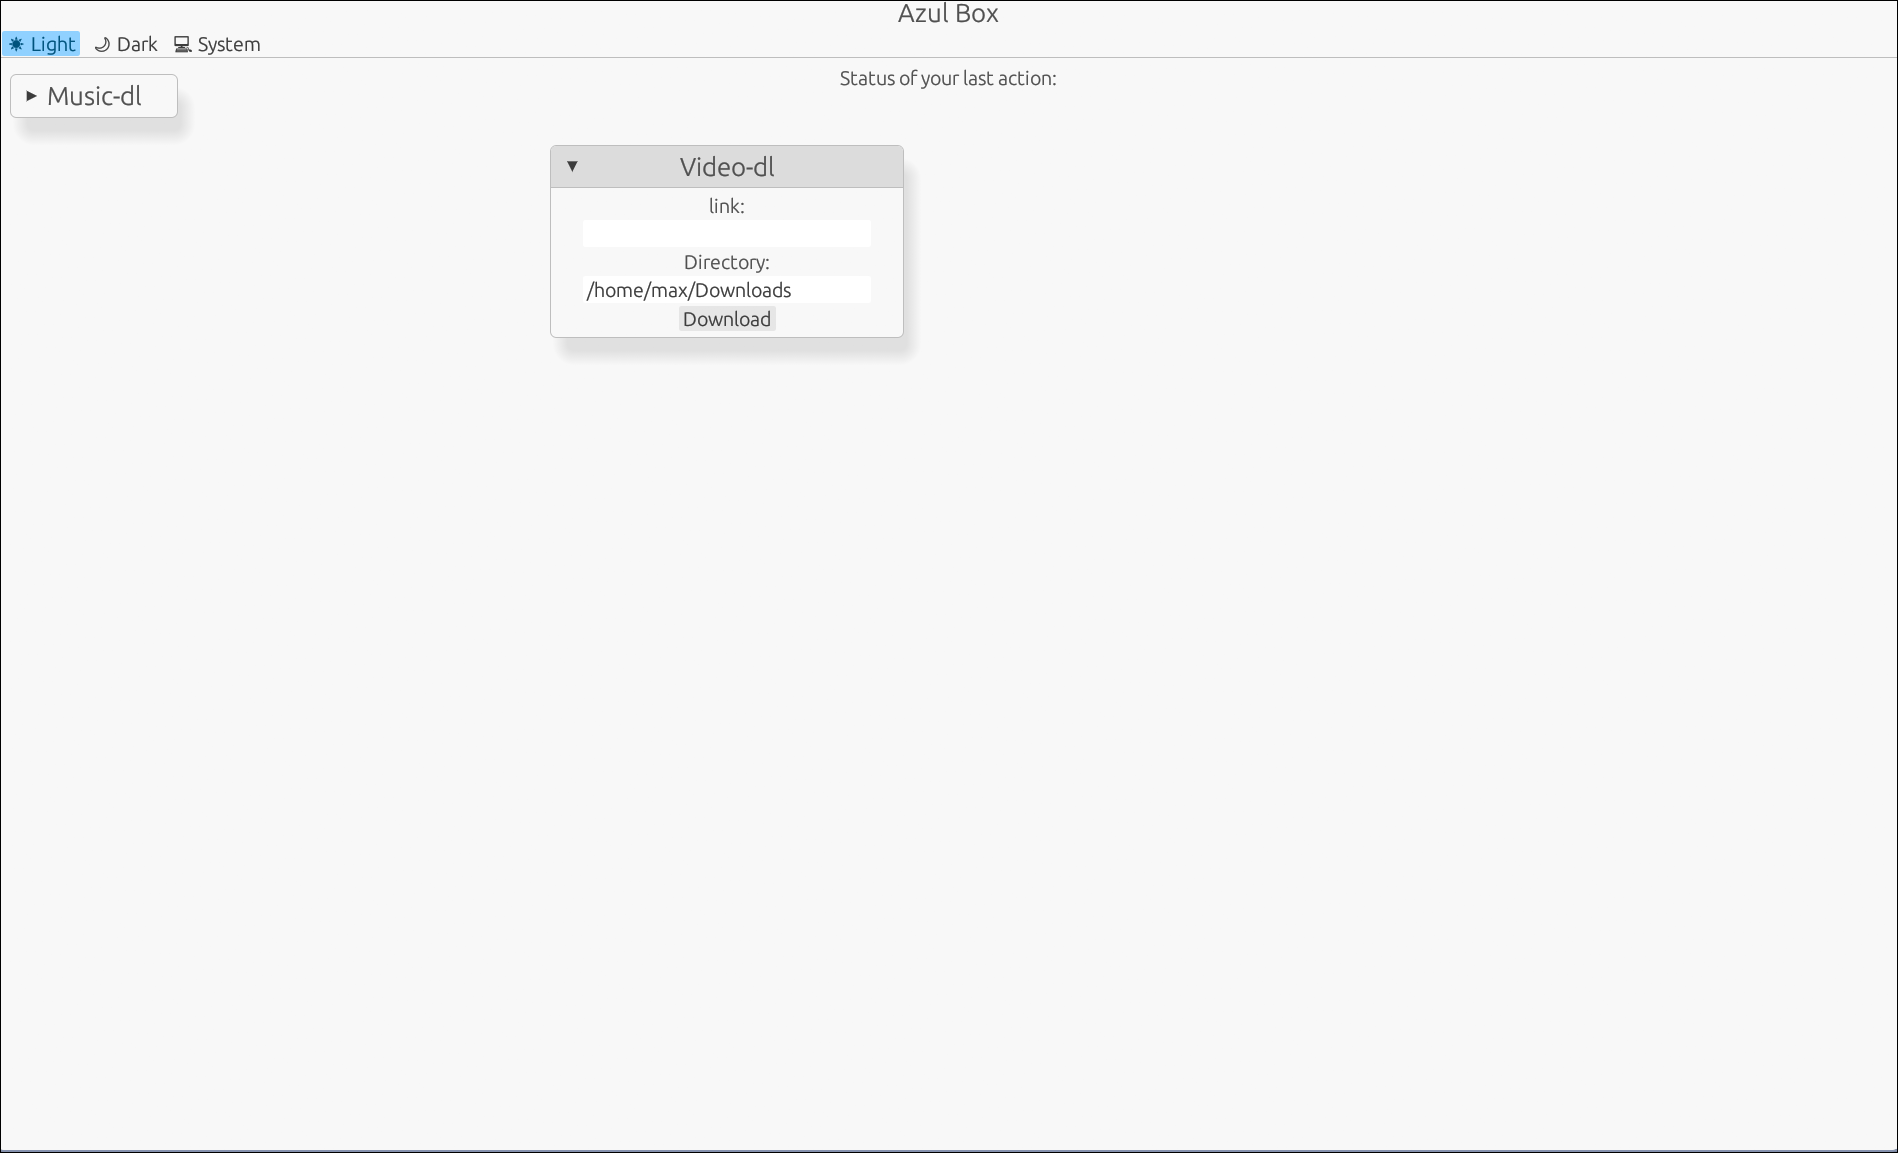 Azul Box
Light Dark System
Status of your last action:
Music-dl
Video-dl
link:
Directory:
/home/max/Downloads
Download